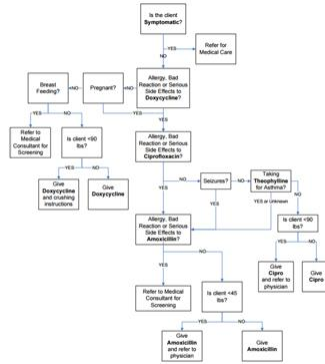 Is the client
Symptomatic?
YES
NO
Refer for
Medical Care
Breast
Feeding?
NO
Pregnant?
NO
Allergy, Bad
Reaction or Serious
Side Effects to
Doxycycline?
YES
NO
YES
YES
Refer to
Medical
Consultant for
Screening
Is client <90
lbs?
Allergy, Bad
Reaction or Serious
Side Effects to
Ciprofloxacin?
YES
NO
Give
Doxycycline
and crushing
instructions
Give
Doxycycline
NO
Seizures?
NO
Taking
Theophylline
for Asthma?
YES
YES
YES or Unknown
NO
Allergy, Bad
Reaction or Serious
Side Effects to
Amoxicillin?
Is client <90
lbs?
NO
YES
NO
YES
Give
Cipro
and refer to
physician
Give
Cipro
Refer to Medical
Consultant for
Screening
Is client <45
lbs?
YES
NO
Give
Amoxicillin
and refer to
physician
Give
Amoxicillin